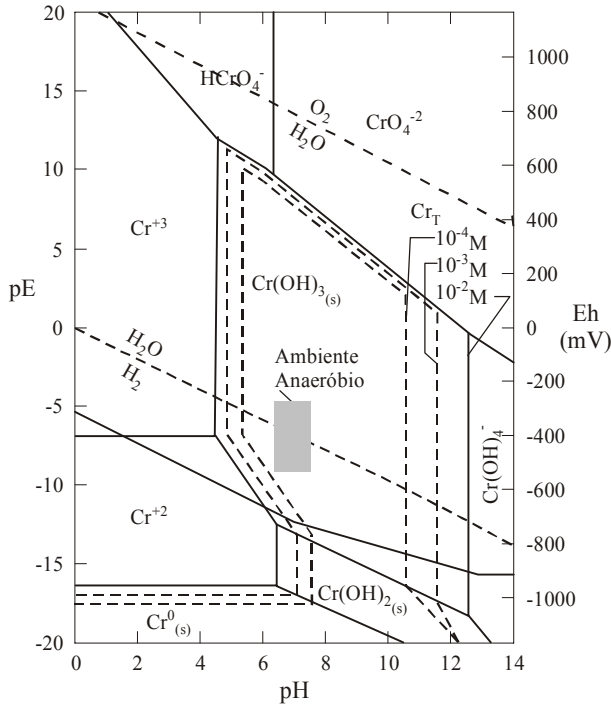 20
15
10
5
0
-5
-10
-15
-20
pE
1000
800
600
400
200
0
-200
-400
-600
-800
-1000
Eh
(mV)
HCrO₄⁻
O₂
H₂O
CrO₄⁻²
Cr⁺³
Cr_T
10⁻⁴M
10⁻³M
10⁻²M
Cr(OH)₃₍s₎
H₂O
H₂
Ambiente
Anaeróbio
Cr(OH)₄⁻
Cr⁺²
Cr(OH)₂₍s₎
Cr⁰₍s₎
0 2 4 6 8 10 12 14
pH